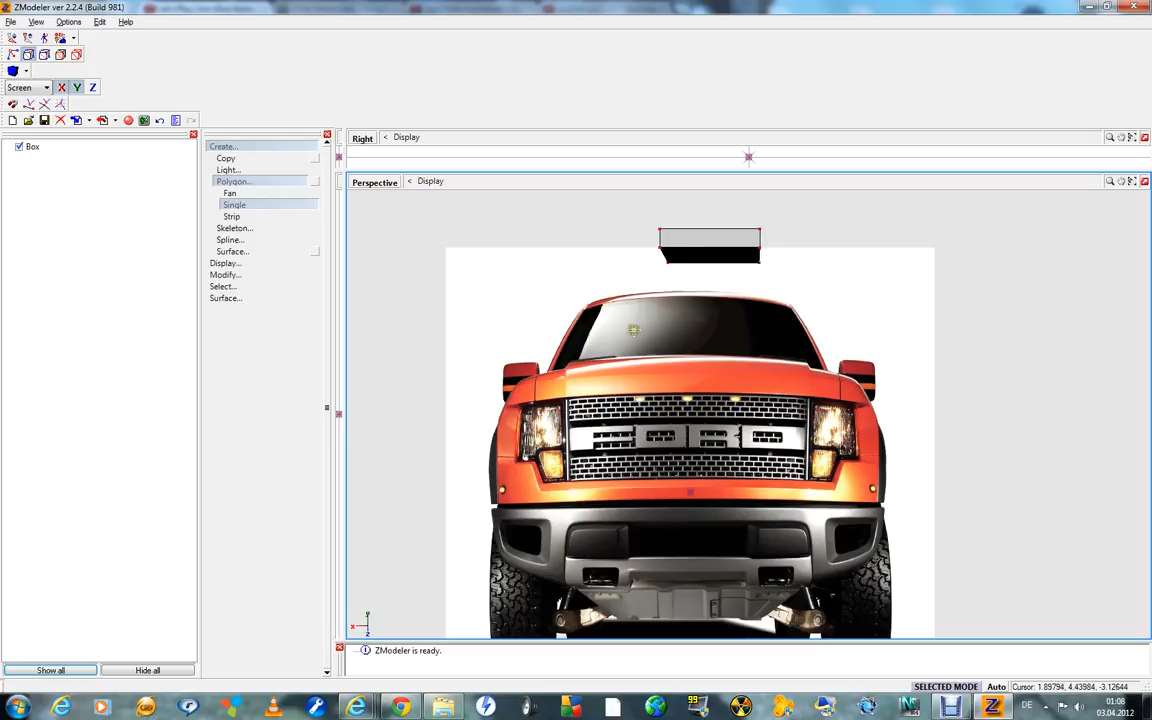 ZModeler ver 2.2.4 (Build 981)
File View Options Edit Help
Screen X Y Z
Box
Create...
Copy
Light...
Polygon...
Fan
Single
Strip
Skeleton...
Spline...
Surface...
Display...
Modify...
Select...
Surface...
Right < Display
Perspective < Display
FORD
x y z
Show all Hide all
ZModeler is ready.
SELECTED MODE Auto Cursor: 1.89794, 4.43984, -3.12644
99
DE 01:08
03.04.2012